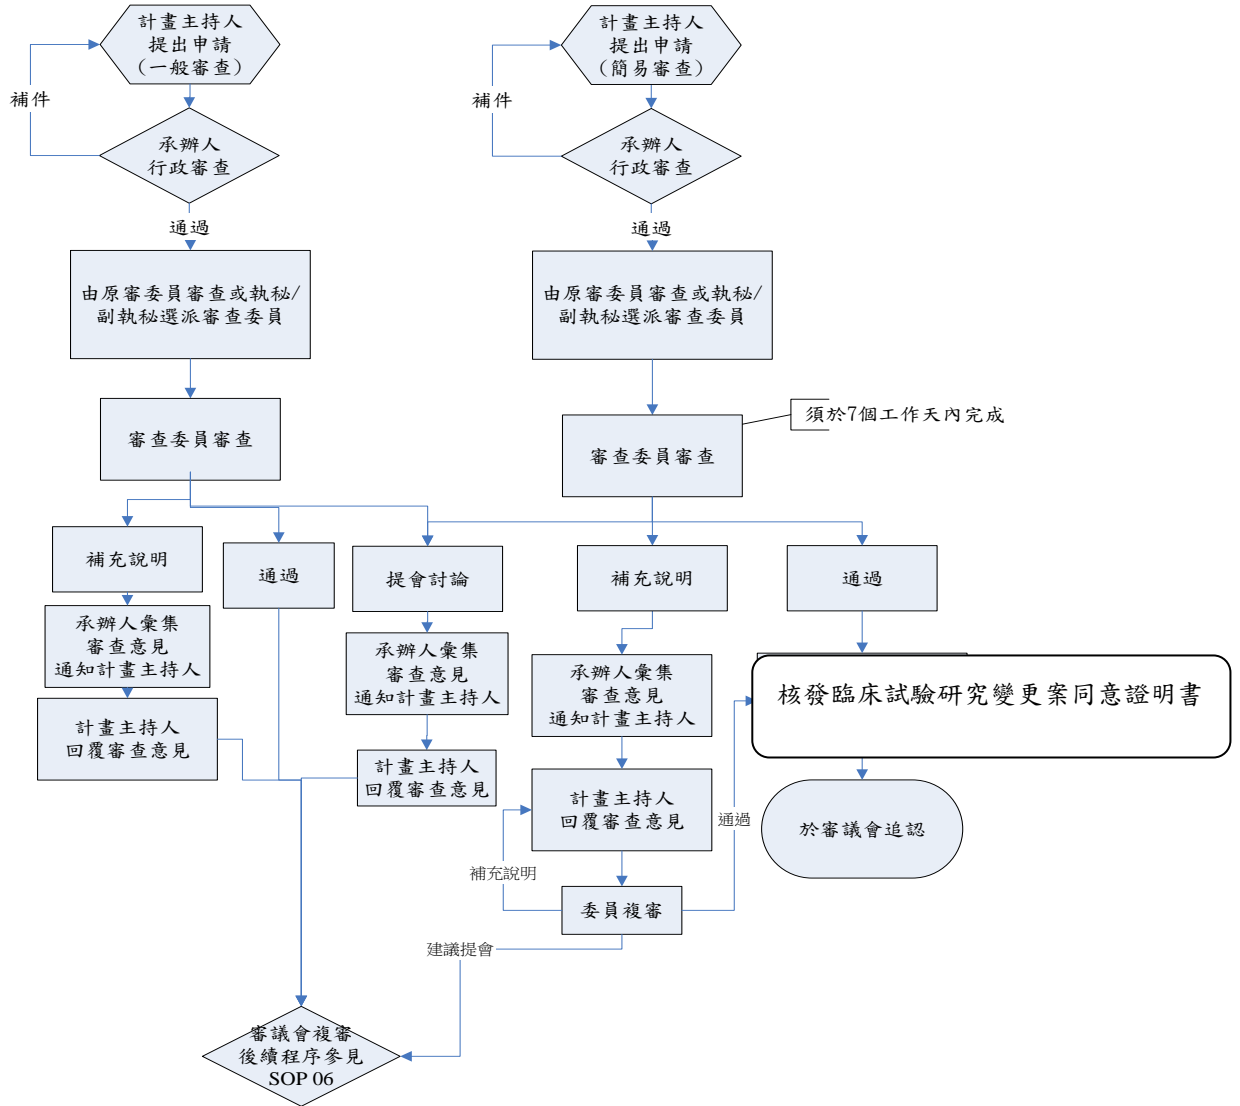 計畫主持人
提出申請
(一般審查)
計畫主持人
提出申請
(簡易審查)
補件
補件
承辦人
行政審查
承辦人
行政審查
通過
通過
由原審委員審查或執秘/
副執秘選派審查委員
由原審委員審查或執秘/
副執秘選派審查委員
審查委員審查
審查委員審查
須於7個工作天內完成
補充說明
通過
提會討論
補充說明
通過
承辦人彙集
審查意見
通知計畫主持人
承辦人彙集
審查意見
通知計畫主持人
承辦人彙集
審查意見
通知計畫主持人
核發臨床試驗研究變更案同意證明書
計畫主持人
回覆審查意見
計畫主持人
回覆審查意見
計畫主持人
回覆審查意見
通過
於審議會追認
補充說明
委員複審
建議提會
審議會複審
後續程序參見
SOP 06